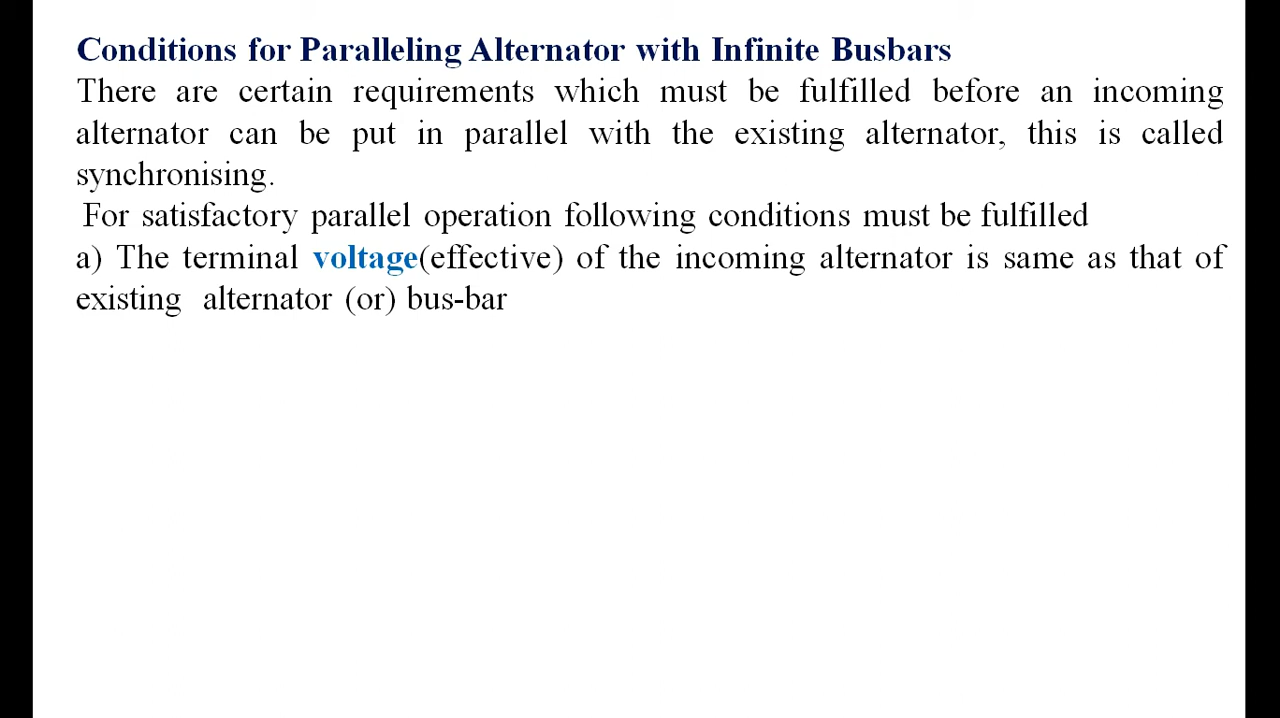 Conditions for Paralleling Alternator with Infinite Busbars
There are certain requirements which must be fulfilled before an incoming
alternator can be put in parallel with the existing alternator, this is called
synchronising.
For satisfactory parallel operation following conditions must be fulfilled
a) The terminal voltage(effective) of the incoming alternator is same as that of
existing alternator (or) bus-bar